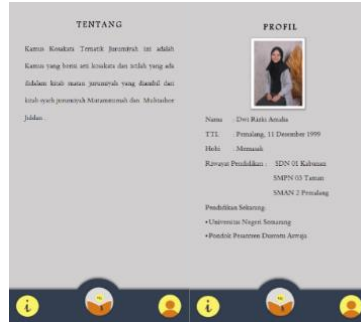 TENTANG
Kamus Kosakata Tematik Jurumiyah ini adalah
Kamus yang berisi arti kosakata dan istilah yang ada
didalam kitab matan jurumiyah yang diambil dari
kitab syarh jurumiyah Mutammimah dan Mukhtashor
Jiddan.
PROFIL
Nama : Dwi Rizki Amalia
TTL : Pemalang, 11 Desember 1999
Hobi : Memasak
Riwayat Pendidikan : SDN 01 Kabunan
SMPN 03 Taman
SMAN 2 Pemalang
Pendidikan Sekarang:
• Universitas Negeri Semarang
• Pondok Pesantren Durrotu Aswaja